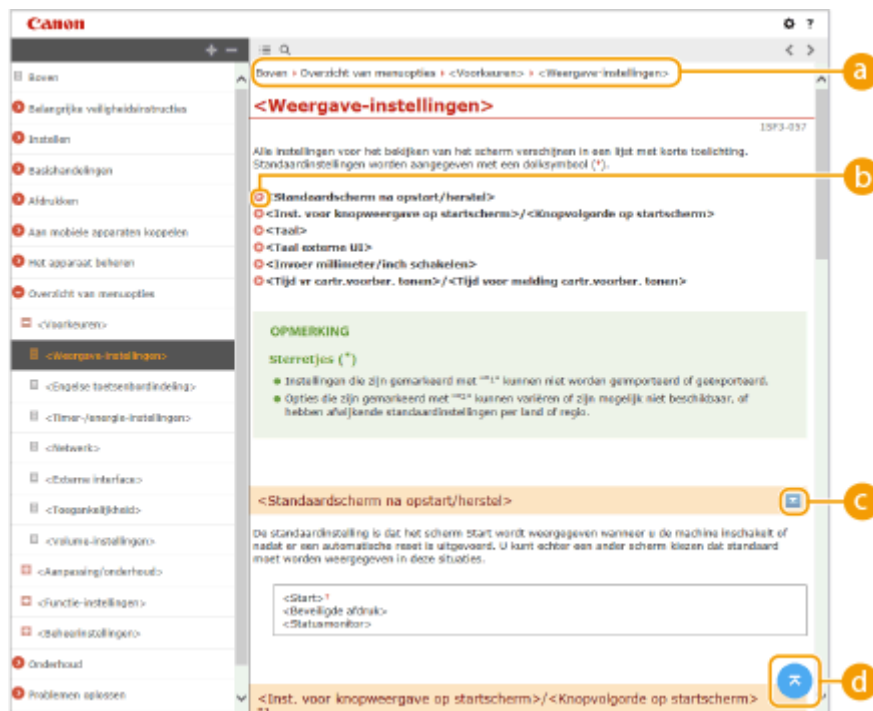 Canon
?
+ −
< >
Boven
Boven › Overzicht van menuopties › <Voorkeuren> › <Weergave-instellingen>
a
Belangrijke veiligheidsinstructies
<Weergave-instellingen>
Instellen
1SF3-057
Alle instellingen voor het bekijken van het scherm verschijnen in een lijst met korte toelichting.
Standaardinstellingen worden aangegeven met een dolksymbool (†).
Basishandelingen
b
Afdrukken
<Standaardscherm na opstart/herstel>
<Inst. voor knopweergave op startscherm>/<Knopvolgorde op startscherm>
Aan mobiele apparaten koppelen
<Taal>
<Taal externe UI>
Het apparaat beheren
<Invoer millimeter/inch schakelen>
<Tijd vr cartr.voorber. tonen>/<Tijd voor melding cartr.voorber. tonen>
Overzicht van menuopties
<Voorkeuren>
OPMERKING
<Weergave-instellingen>
Sterretjes (*)
Instellingen die zijn gemarkeerd met "*1" kunnen niet worden geïmporteerd of geëxporteerd.
<Engelse toetsenbordindeling>
Opties die zijn gemarkeerd met "*2" kunnen variëren of zijn mogelijk niet beschikbaar, of
hebben afwijkende standaardinstellingen per land of regio.
<Timer-/energie-instellingen>
<Netwerk>
<Externe interface>
<Standaardscherm na opstart/herstel>
c
<Toegankelijkheid>
De standaardinstelling is dat het scherm Start wordt weergegeven wanneer u de machine inschakelt of
nadat er een automatische reset is uitgevoerd. U kunt echter een ander scherm kiezen dat standaard
moet worden weergegeven in deze situaties.
<Volume-instellingen>
<Aanpassing/onderhoud>
<Functie-instellingen>
<Start>†
<Beveiligde afdruk>
<Statusmonitor>
<Beheerinstellingen>
Onderhoud
d
Problemen oplossen
<Inst. voor knopweergave op startscherm>/<Knopvolgorde op startscherm>